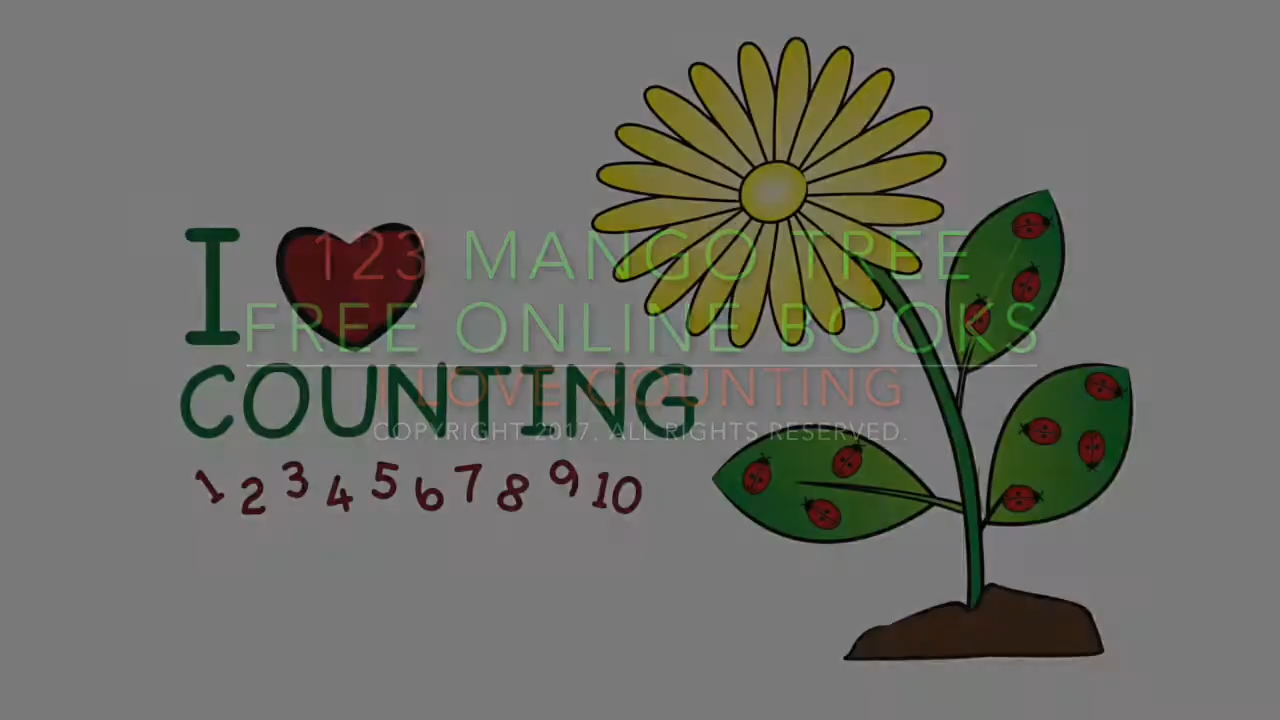 I
COUNTING
1 2 3 4 5 6 7 8 9 10
123 MANGO TREE
FREE ONLINE BOOKS
I LOVE COUNTING
COPYRIGHT 2017. ALL RIGHTS RESERVED.